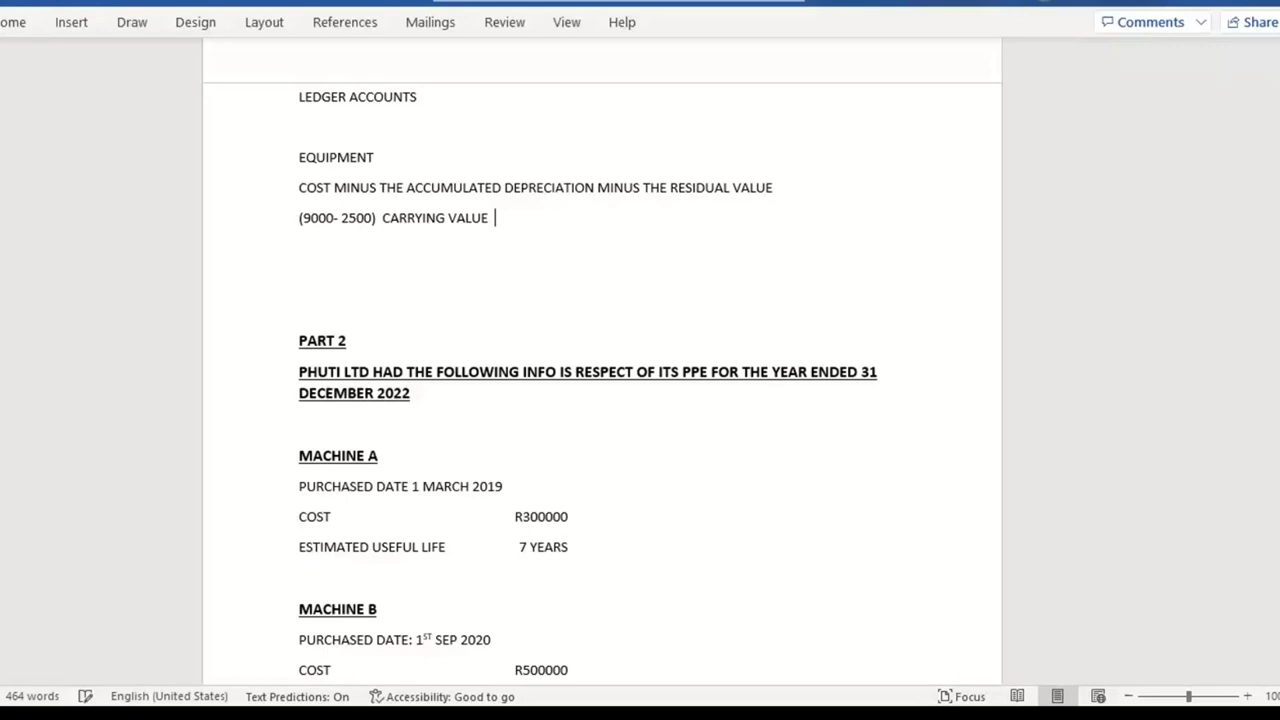 ome Insert Draw Design Layout References Mailings Review View Help Comments Share
LEDGER ACCOUNTS
EQUIPMENT
COST MINUS THE ACCUMULATED DEPRECIATION MINUS THE RESIDUAL VALUE
(9000- 2500) CARRYING VALUE
PART 2
PHUTI LTD HAD THE FOLLOWING INFO IS RESPECT OF ITS PPE FOR THE YEAR ENDED 31
DECEMBER 2022
MACHINE A
PURCHASED DATE 1 MARCH 2019
COST R300000
ESTIMATED USEFUL LIFE 7 YEARS
MACHINE B
PURCHASED DATE: 1ST SEP 2020
COST R500000
464 words English (United States) Text Predictions: On Accessibility: Good to go Focus 100